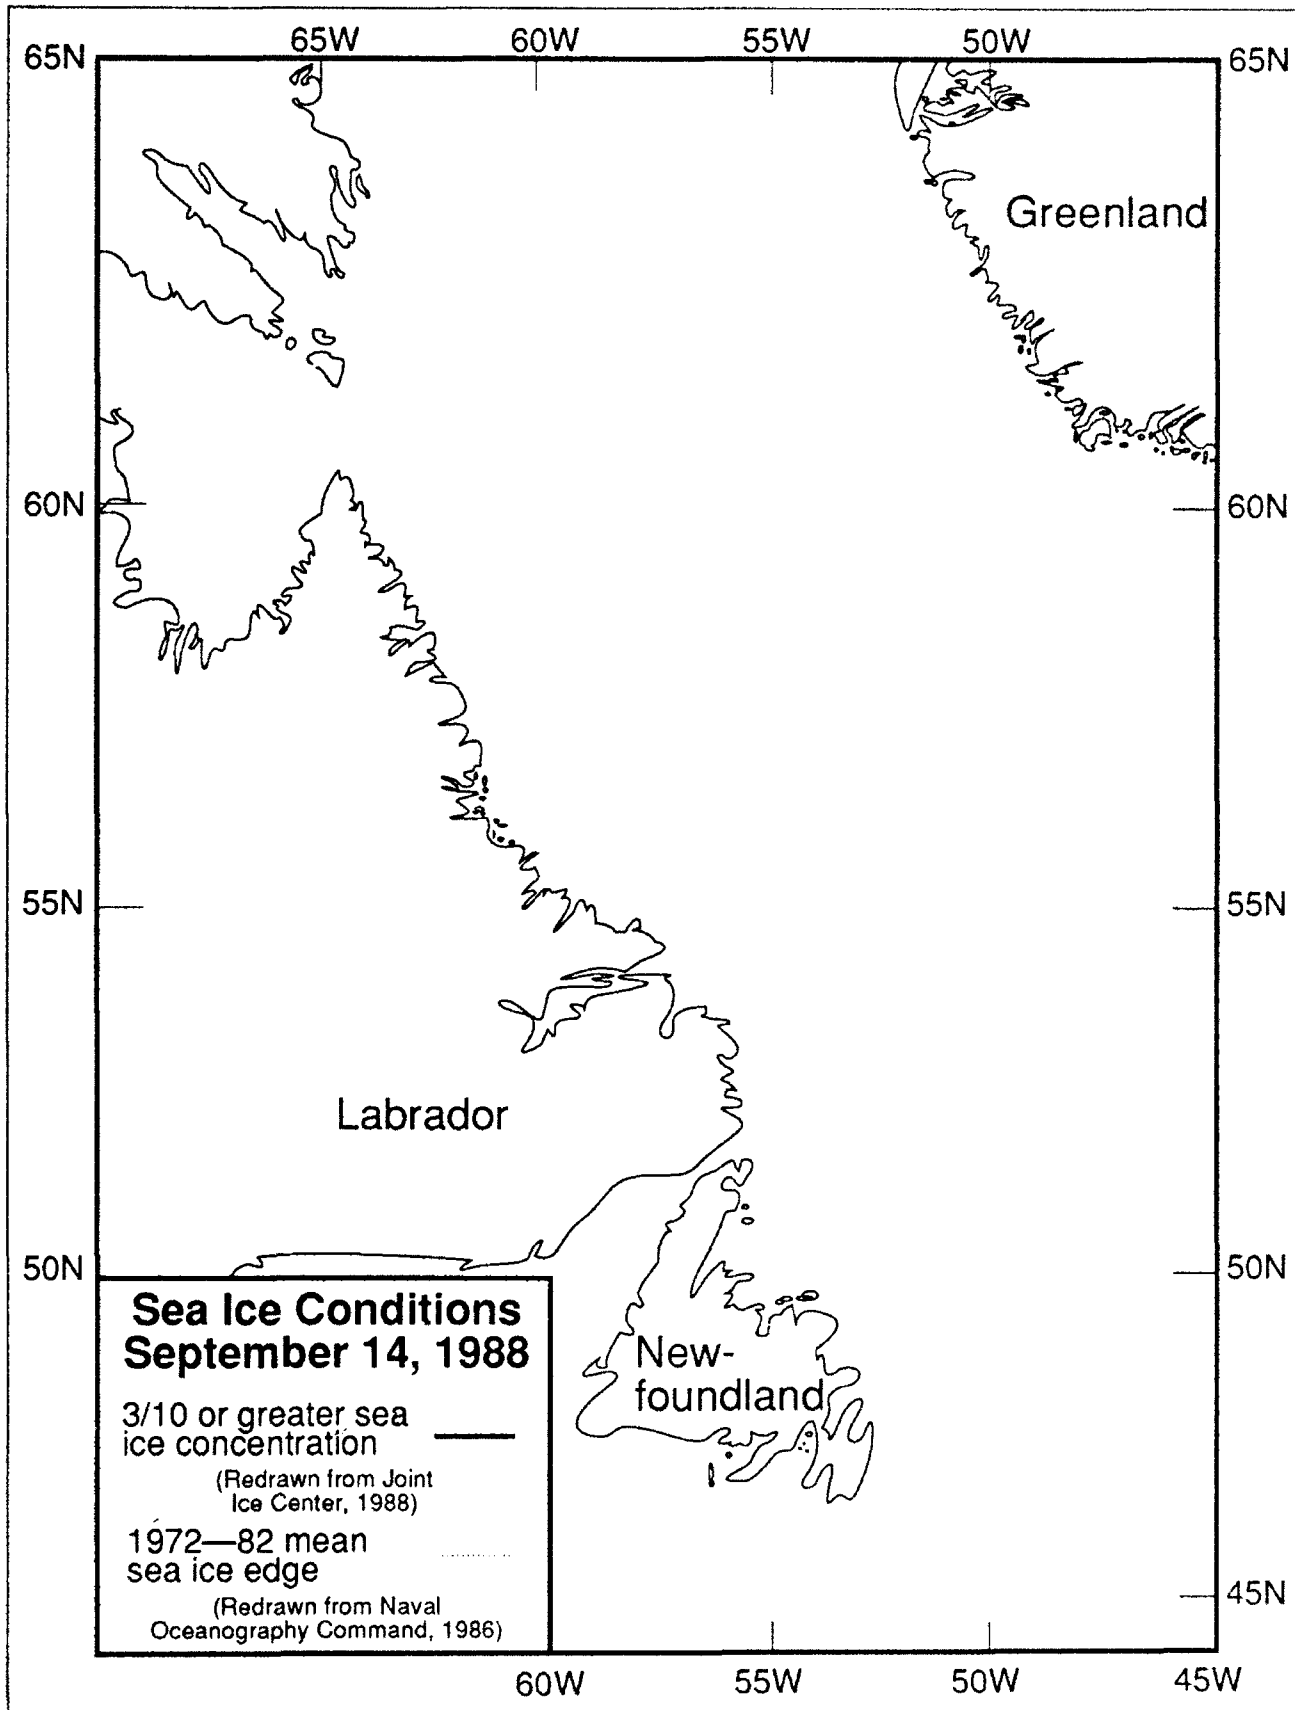 65W 60W 55W 50W
65N 65N
Greenland
60N 60N
55N 55N
Labrador
50N 50N
Sea Ice Conditions
September 14, 1988
3/10 or greater sea
ice concentration
(Redrawn from Joint
Ice Center, 1988)
1972—82 mean
sea ice edge
(Redrawn from Naval
Oceanography Command, 1986)
New-
foundland
45N
60W 55W 50W 45W